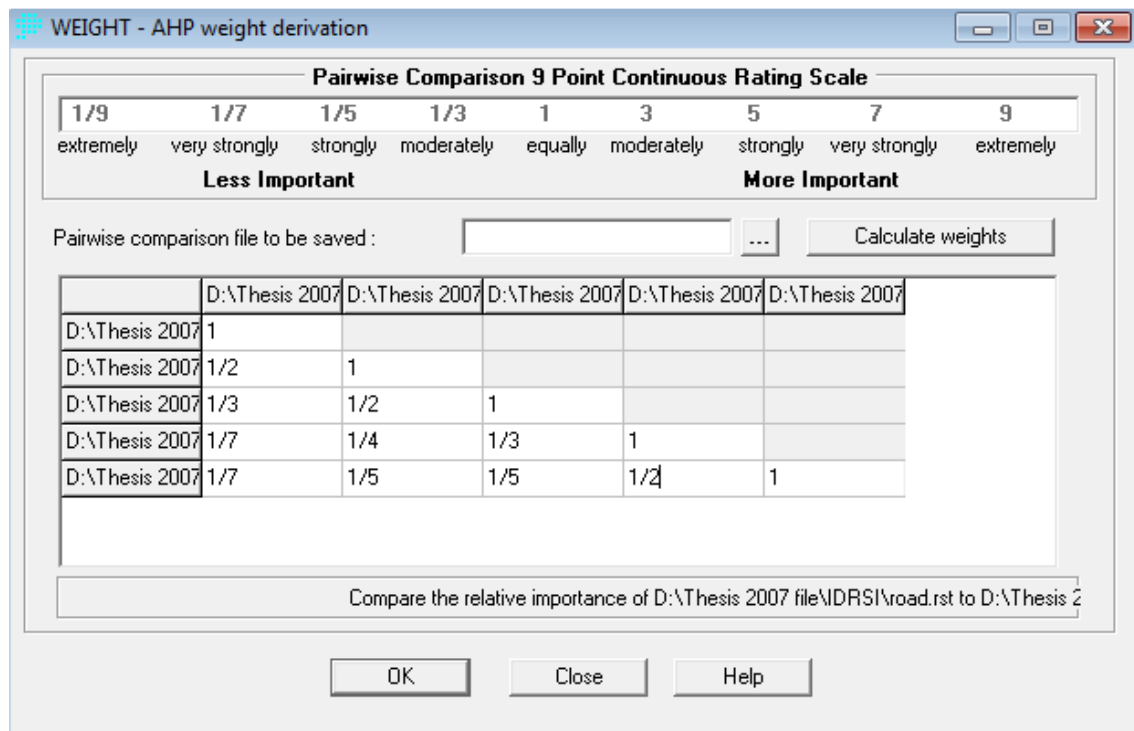 WEIGHT - AHP weight derivation
Pairwise Comparison 9 Point Continuous Rating Scale
1/9 1/7 1/5 1/3 1 3 5 7 9
extremely very strongly strongly moderately equally moderately strongly very strongly extremely
Less Important More Important
Pairwise comparison file to be saved : ... Calculate weights
D:\Thesis 2007 D:\Thesis 2007 D:\Thesis 2007 D:\Thesis 2007 D:\Thesis 2007
D:\Thesis 2007 1
D:\Thesis 2007 1/2 1
D:\Thesis 2007 1/3 1/2 1
D:\Thesis 2007 1/7 1/4 1/3 1
D:\Thesis 2007 1/7 1/5 1/5 1/2 1
Compare the relative importance of D:\Thesis 2007 file\IDRSI\road.rst to D:\Thesis 2
OK Close Help